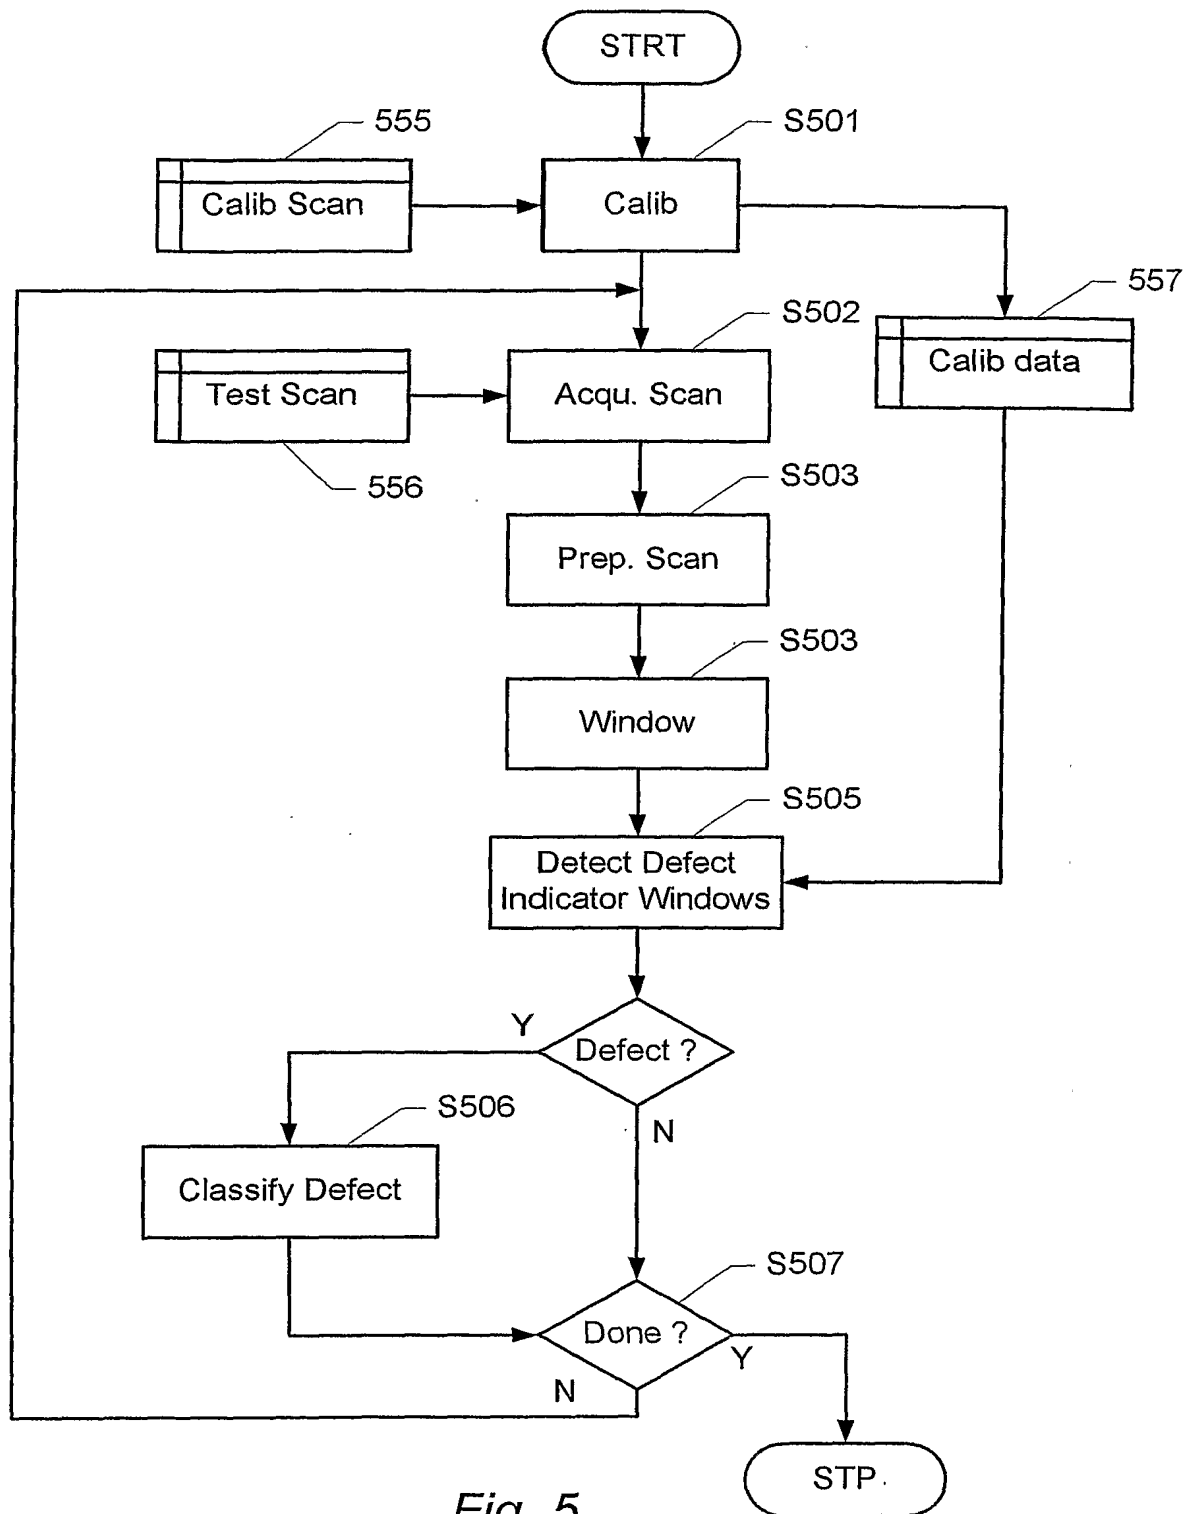 STRT
555
S501
Calib Scan
Calib
557
S502
Calib data
Test Scan
Acqu. Scan
556
S503
Prep. Scan
S503
Window
S505
Detect Defect
Indicator Windows
Y
Defect ?
S506
N
Classify Defect
S507
Done ?
Y
N
STP
Fig. 5